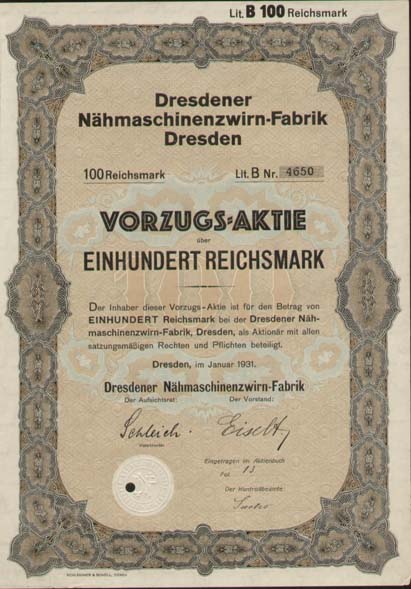 Lit. B 100 Reichsmark
Dresdener
Nähmaschinenzwirn-Fabrik
Dresden
100 Reichsmark Lit. B Nr. 4650
VORZUGS-AKTIE
über
EINHUNDERT REICHSMARK
Der Inhaber dieser Vorzugs-Aktie ist für den Betrag von
EINHUNDERT Reichsmark bei der Dresdener Näh-
maschinenzwirn-Fabrik, Dresden, als Aktionär mit allen
satzungsmäßigen Rechten und Pflichten beteiligt.
Dresden, im Januar 1931.
Dresdener Nähmaschinenzwirn-Fabrik
Der Aufsichtsrat: Der Vorstand:
Schleich. Eiselt
Vorsitzender.
Eingetragen im Aktienbuch
Fol. 13
Der Kontrollbeamte: